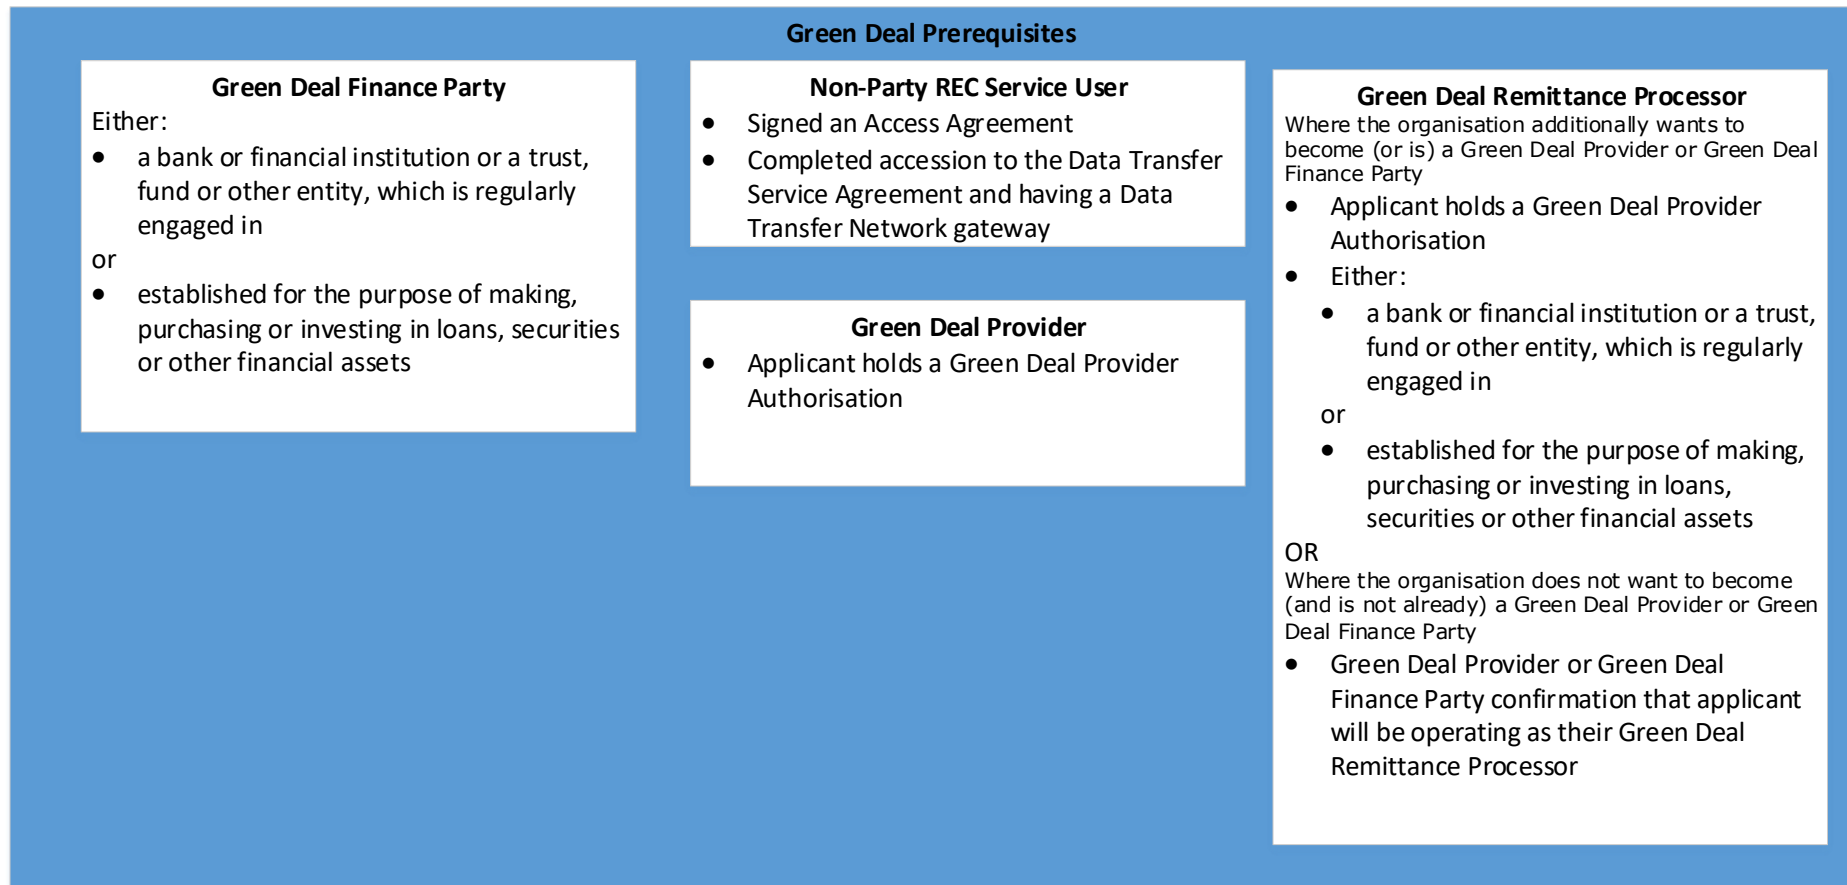 Green Deal Prerequisites
Green Deal Finance Party
Either:
• a bank or financial institution or a trust,
fund or other entity, which is regularly
engaged in
or
• established for the purpose of making,
purchasing or investing in loans, securities
or other financial assets
Non-Party REC Service User
• Signed an Access Agreement
• Completed accession to the Data Transfer
Service Agreement and having a Data
Transfer Network gateway
Green Deal Provider
• Applicant holds a Green Deal Provider
Authorisation
Green Deal Remittance Processor
Where the organisation additionally wants to
become (or is) a Green Deal Provider or Green Deal
Finance Party
• Applicant holds a Green Deal Provider
Authorisation
• Either:
• a bank or financial institution or a trust,
fund or other entity, which is regularly
engaged in
or
• established for the purpose of making,
purchasing or investing in loans,
securities or other financial assets
OR
Where the organisation does not want to become
(and is not already) a Green Deal Provider or Green
Deal Finance Party
• Green Deal Provider or Green Deal
Finance Party confirmation that applicant
will be operating as their Green Deal
Remittance Processor